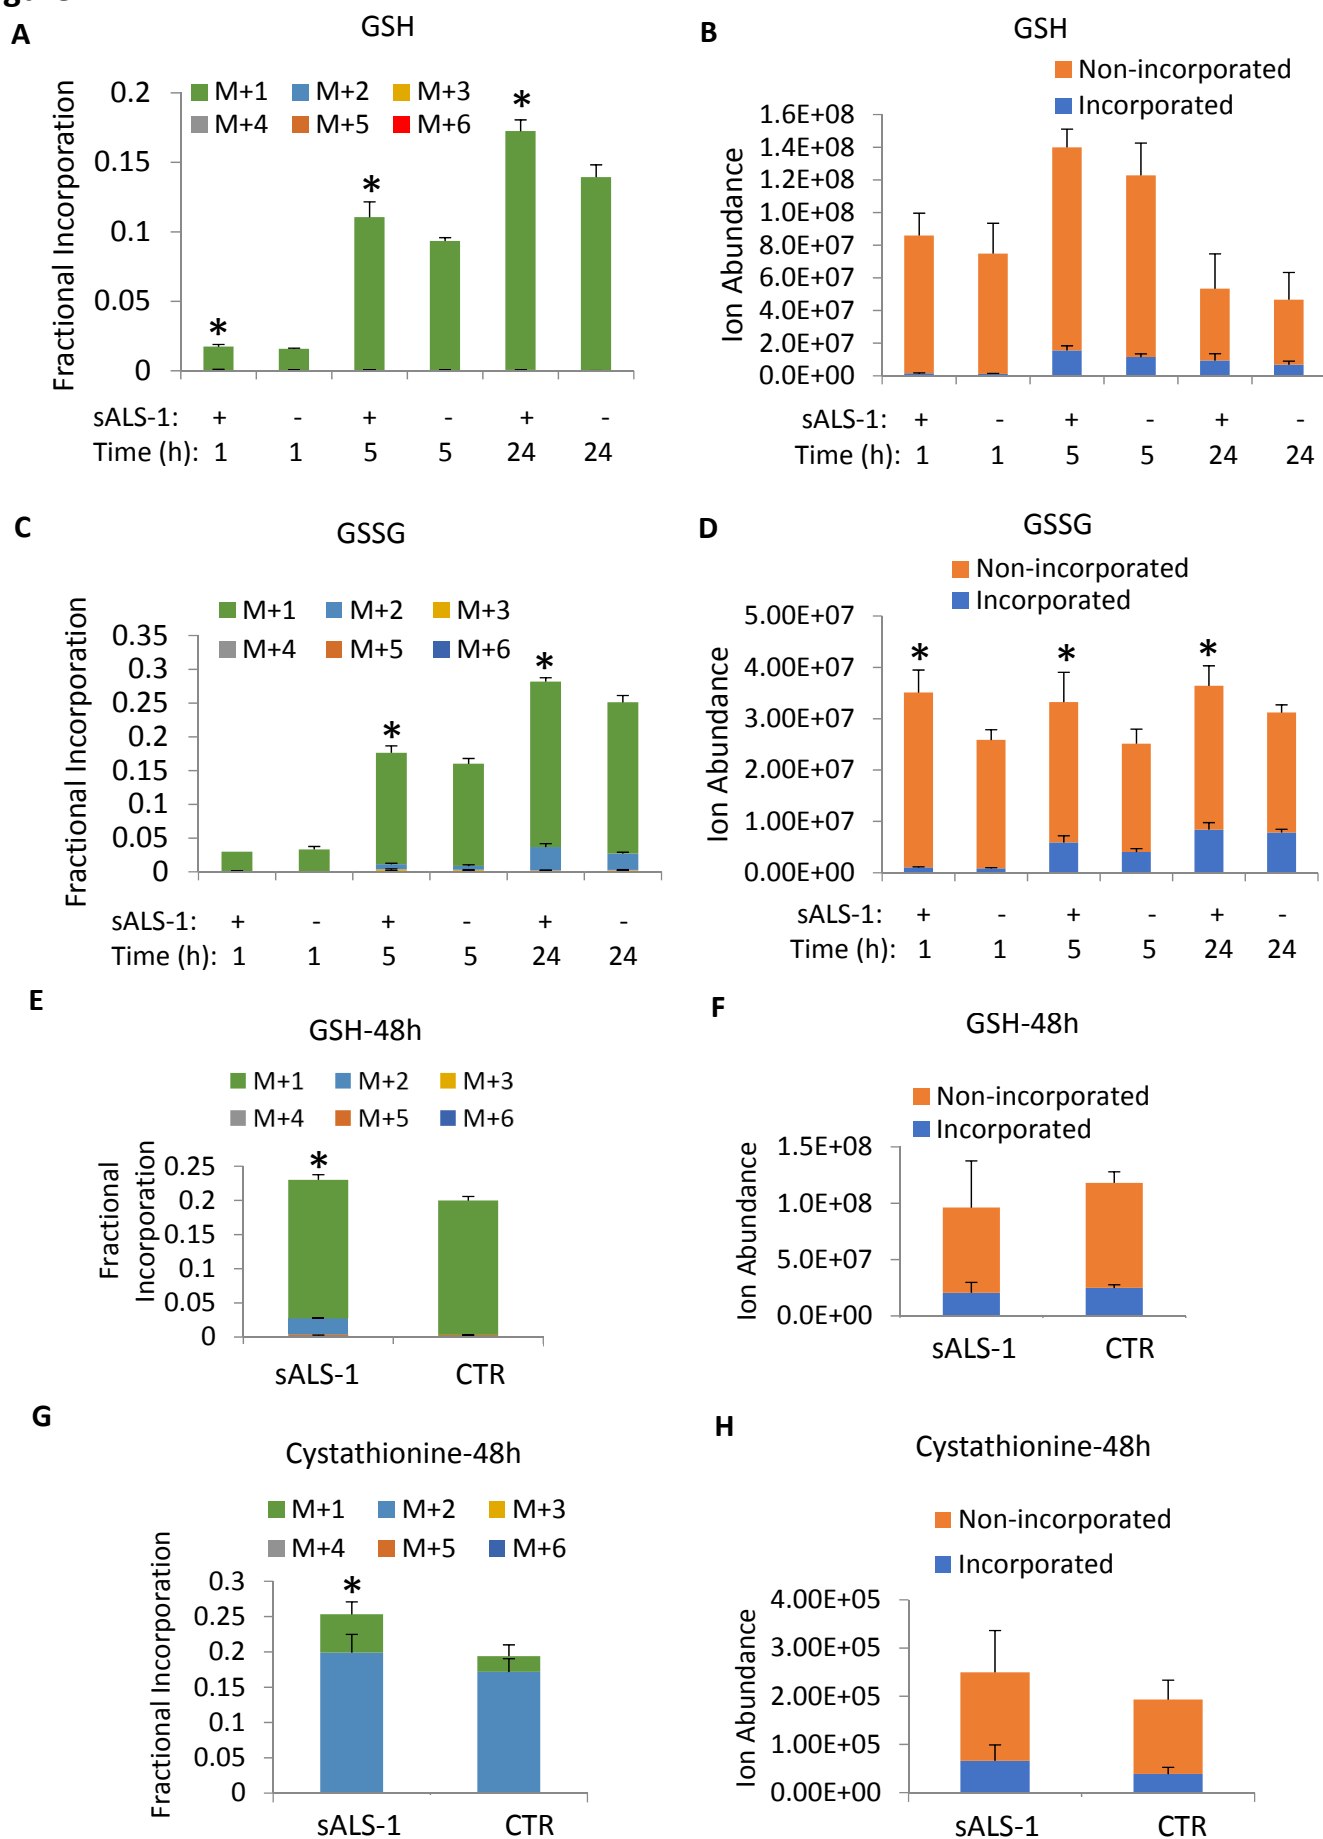 gure
A
GSH
M+1 M+2 M+3
M+4 M+5 M+6
Fractional Incorporation
0.2
0.15
0.1
0.05
0
* * *
sALS-1: + - + - + -
Time (h): 1 1 5 5 24 24
B
GSH
Non-incorporated
Incorporated
Ion Abundance
1.6E+08
1.4E+08
1.2E+08
1.0E+08
8.0E+07
6.0E+07
4.0E+07
2.0E+07
0.0E+00
sALS-1: + - + - + -
Time (h): 1 1 5 5 24 24
C
GSSG
M+1 M+2 M+3
M+4 M+5 M+6
Fractional Incorporation
0.35
0.3
0.25
0.2
0.15
0.1
0.05
0
* *
sALS-1: + - + - + -
Time (h): 1 1 5 5 24 24
D
GSSG
Non-incorporated
Incorporated
Ion Abundance
5.00E+07
4.00E+07
3.00E+07
2.00E+07
1.00E+07
0.00E+00
* * *
sALS-1: + - + - + -
Time (h): 1 1 5 5 24 24
E
GSH-48h
M+1 M+2 M+3
M+4 M+5 M+6
Fractional
Incorporation
0.25
0.2
0.15
0.1
0.05
0
*
sALS-1 CTR
F
GSH-48h
Non-incorporated
Incorporated
Ion Abundance
1.5E+08
1.0E+08
5.0E+07
0.0E+00
sALS-1 CTR
G
Cystathionine-48h
M+1 M+2 M+3
M+4 M+5 M+6
Fractional Incorporation
0.3
0.25
0.2
0.15
0.1
0.05
0
*
sALS-1 CTR
H
Cystathionine-48h
Non-incorporated
Incorporated
Ion Abundance
4.00E+05
3.00E+05
2.00E+05
1.00E+05
0.00E+00
sALS-1 CTR